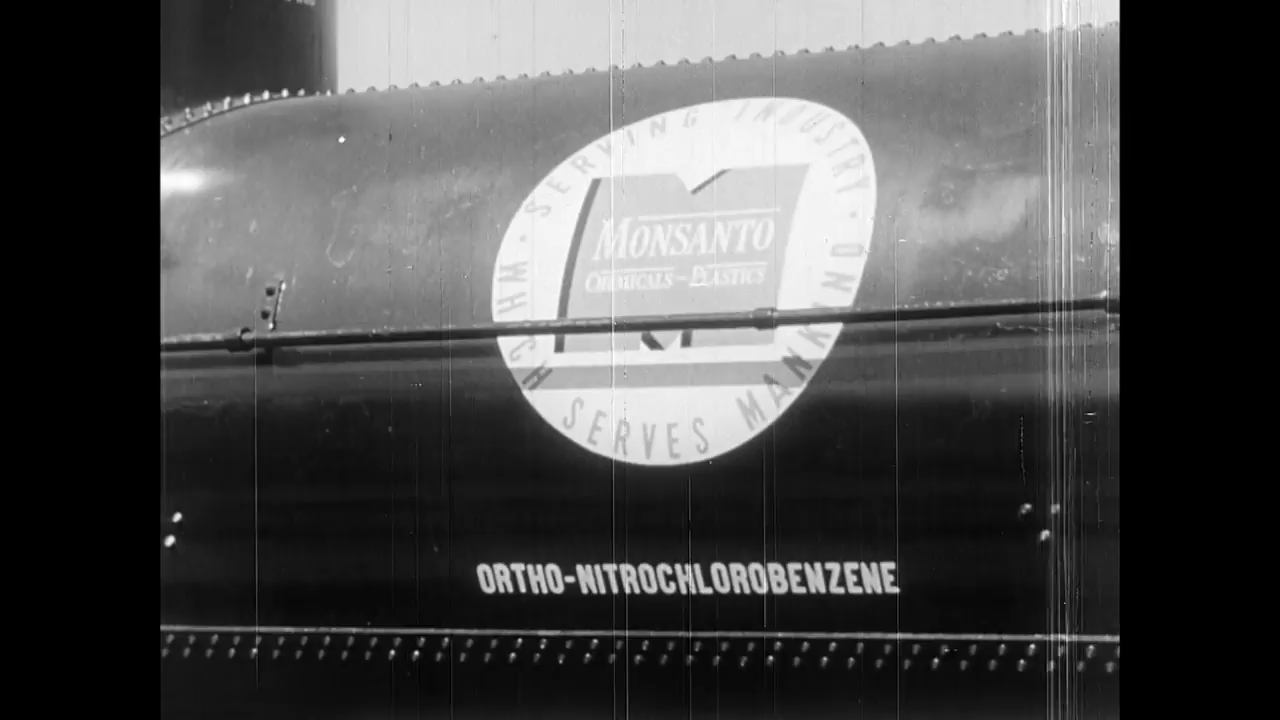 SERVING INDUSTRY · WHICH SERVES MANKIND ·
MONSANTO
CHEMICALS - PLASTICS
ORTHO-NITROCHLOROBENZENE